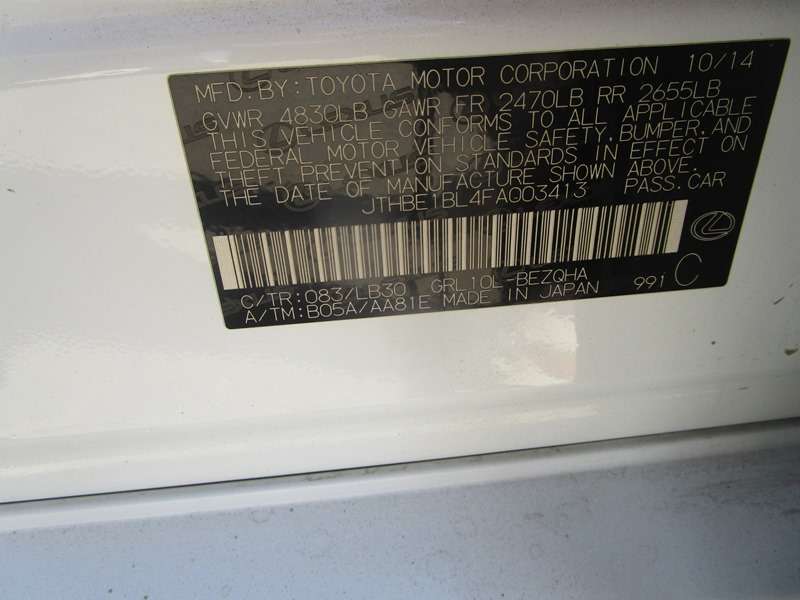 MFD.BY:TOYOTA MOTOR CORPORATION 10/14
GVWR 4830LB GAWR FR 2470LB RR 2655LB
THIS VEHICLE CONFORMS TO ALL APPLICABLE
FEDERAL MOTOR VEHICLE SAFETY,BUMPER,AND
THEFT PREVENTION STANDARDS IN EFFECT ON
THE DATE OF MANUFACTURE SHOWN ABOVE.
JTHBE1BL4FA003413 PASS.CAR
C/TR:083/LB30 GRL10L-BEZQHA
A/TM:B05A/AA81E MADE IN JAPAN 991 C